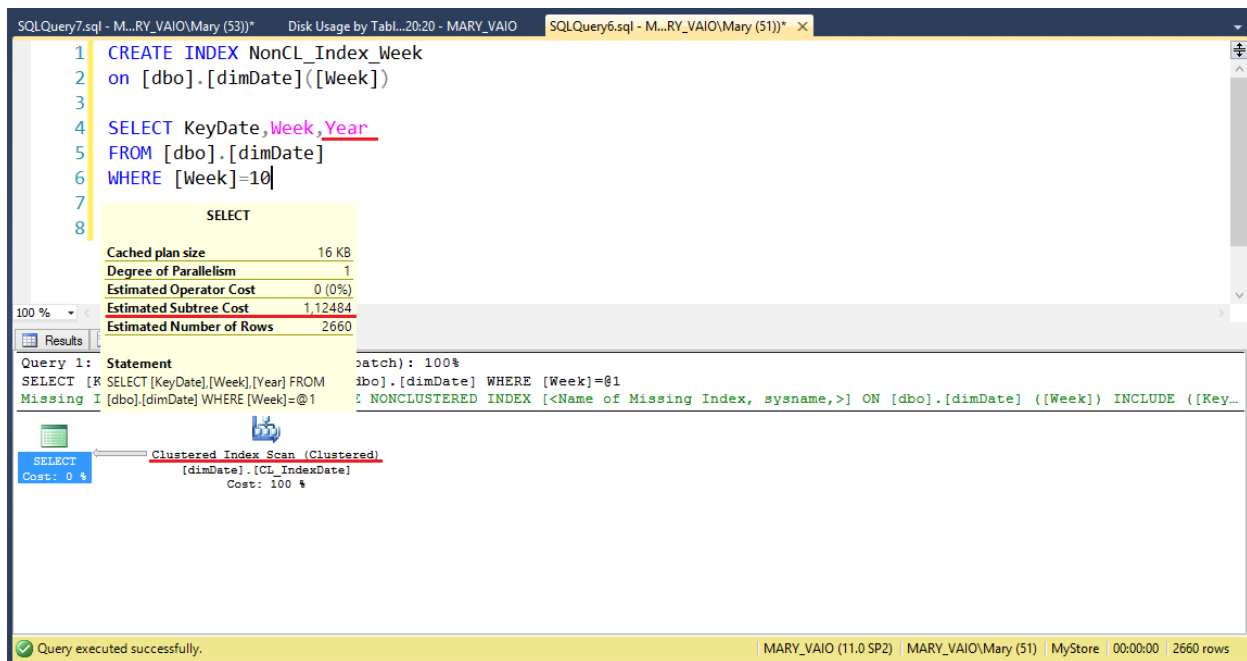 SQLQuery7.sql - M...RY_VAIO\Mary (53))* Disk Usage by Tabl...20:20 - MARY_VAIO SQLQuery6.sql - M...RY_VAIO\Mary (51))* ×
1 CREATE INDEX NonCL_Index_Week
2 on [dbo].[dimDate]([Week])
3
4 SELECT KeyDate,Week,Year
5 FROM [dbo].[dimDate]
6 WHERE [Week]=10
7
8
SELECT
Cached plan size 16 KB
Degree of Parallelism 1
Estimated Operator Cost 0 (0%)
Estimated Subtree Cost 1,12484
Estimated Number of Rows 2660
Statement
SELECT [KeyDate],[Week],[Year] FROM
[dbo].[dimDate] WHERE [Week]=@1
100 %
Results
Query 1: batch): 100%
SELECT [K dbo].[dimDate] WHERE [Week]=@1
Missing I E NONCLUSTERED INDEX [<Name of Missing Index, sysname,>] ON [dbo].[dimDate] ([Week]) INCLUDE ([Key...
SELECT
Cost: 0 %
Clustered Index Scan (Clustered)
[dimDate].[CL_IndexDate]
Cost: 100 %
Query executed successfully. MARY_VAIO (11.0 SP2) MARY_VAIO\Mary (51) MyStore 00:00:00 2660 rows